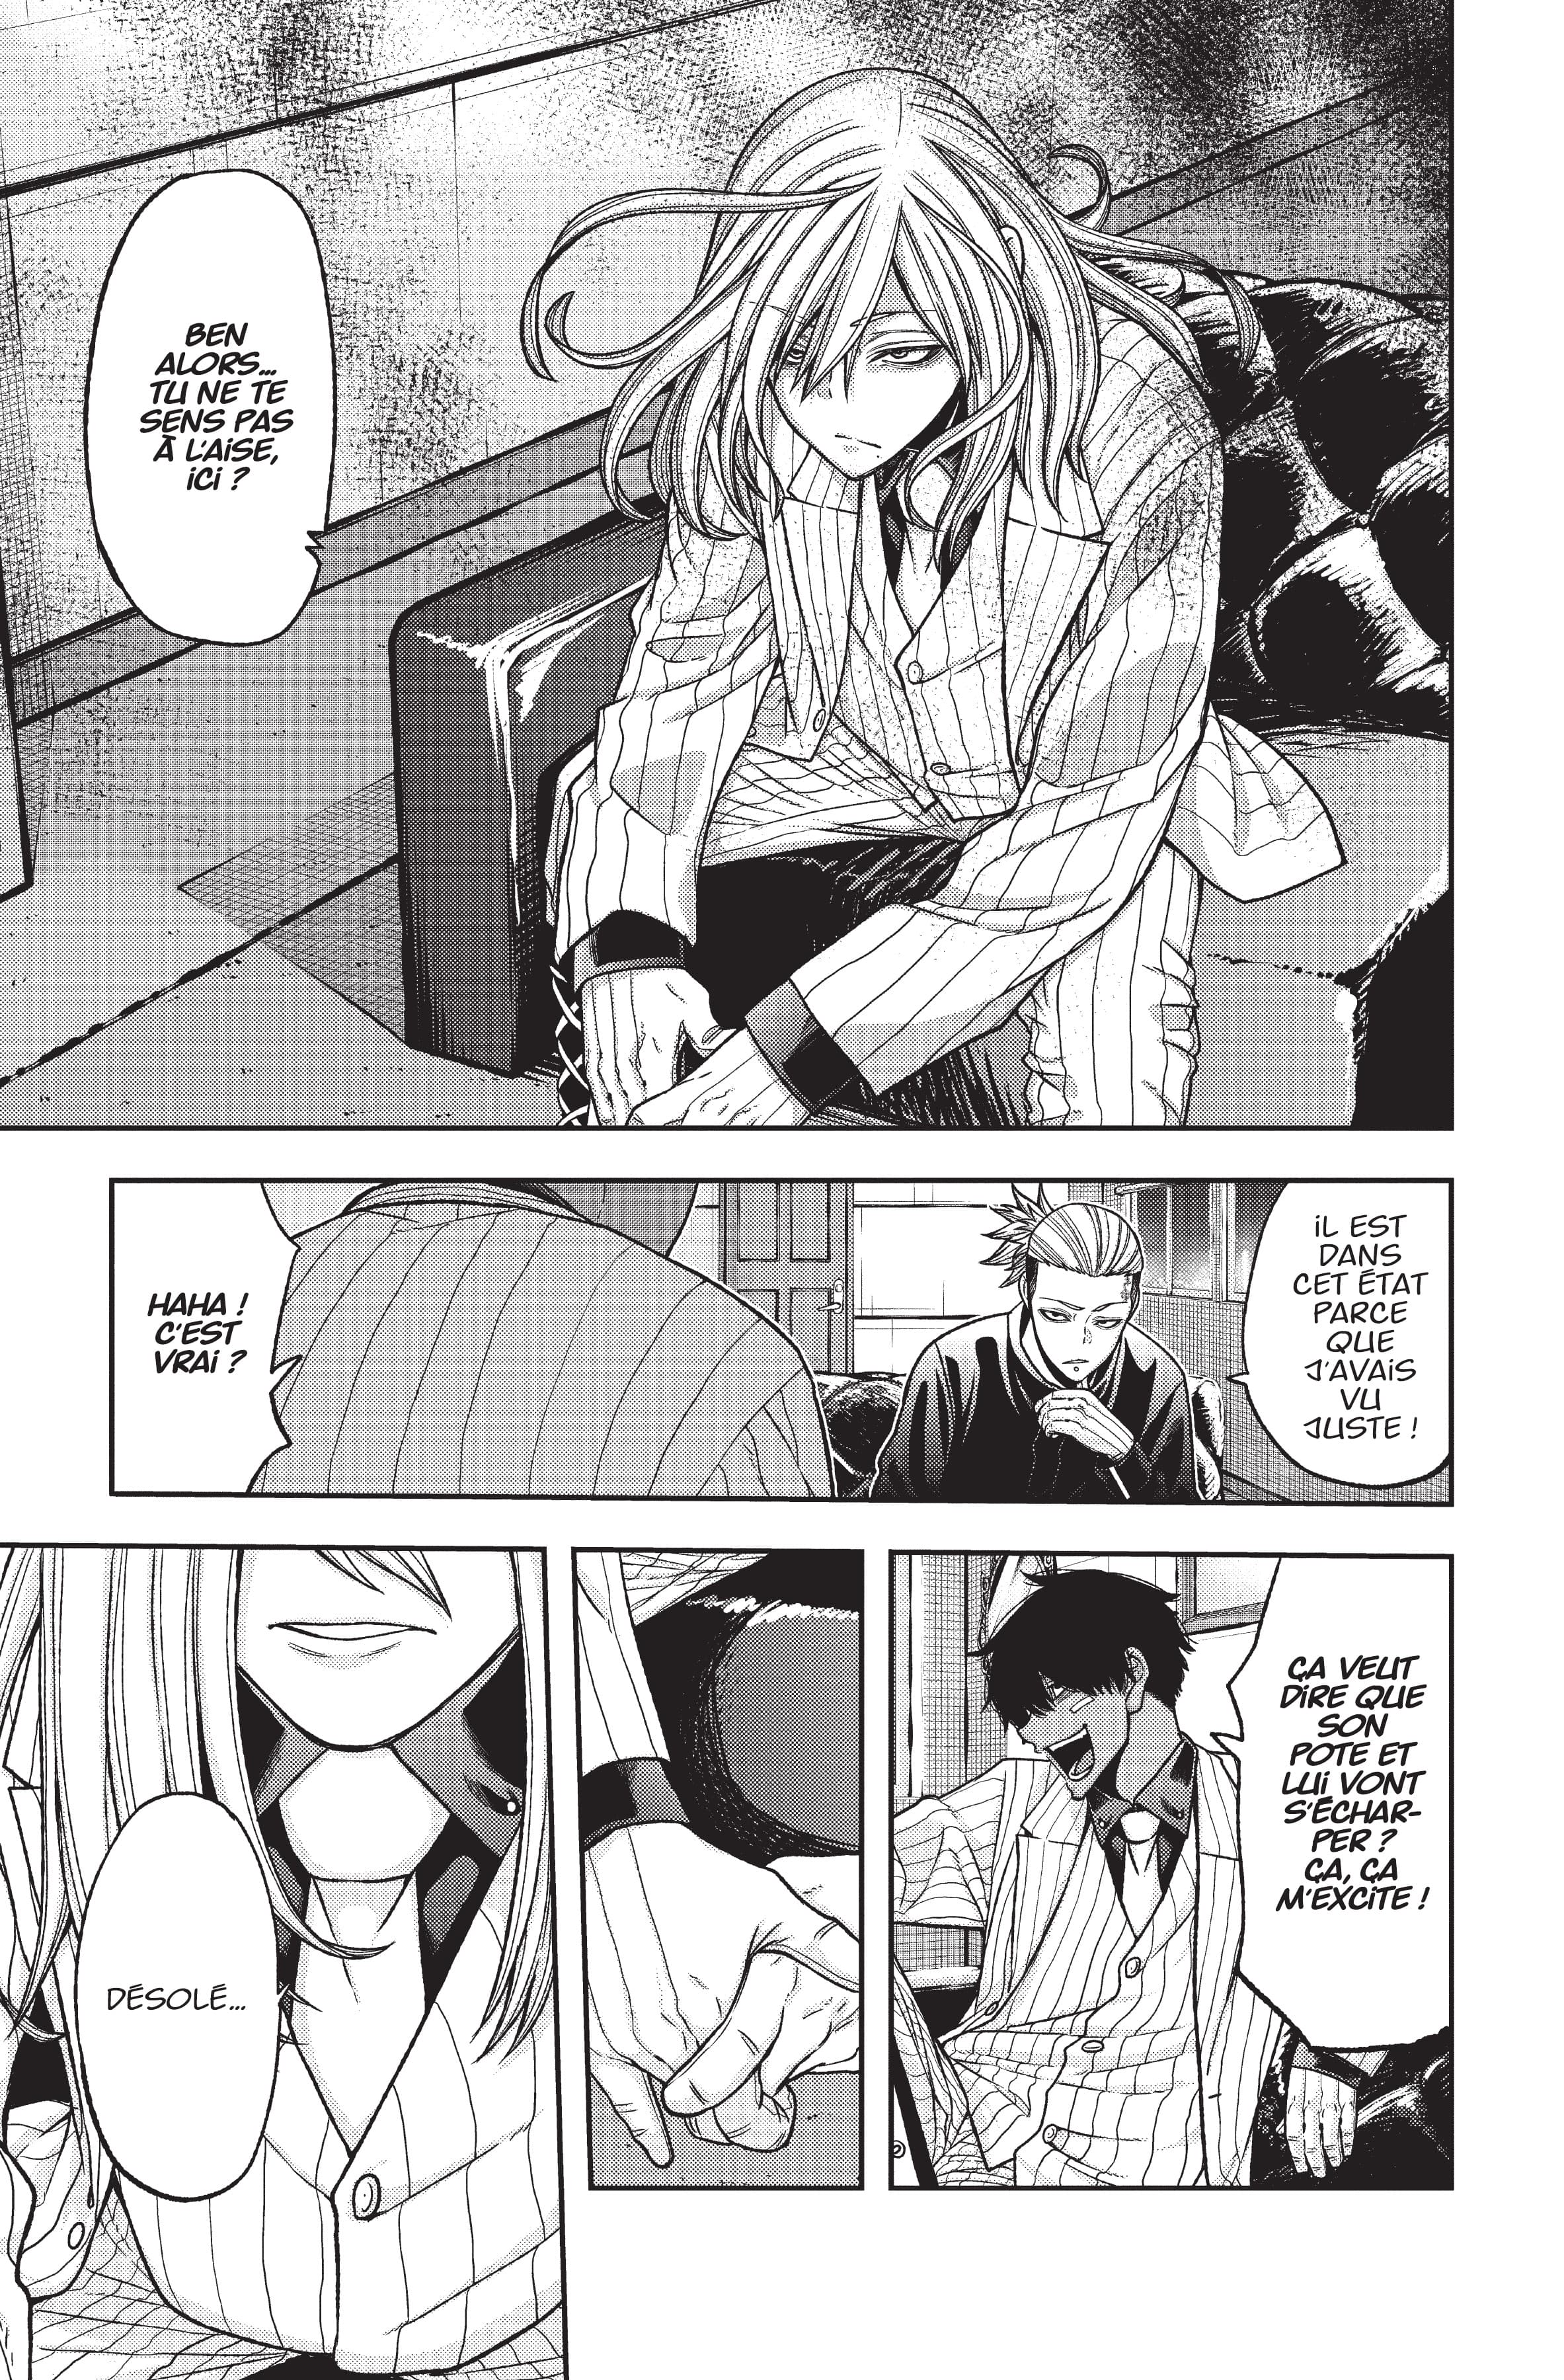 BEN
ALORS...
TU NE TE
SENS PAS
À L'AISE,
ICI ?
IL EST
DANS
CET ÉTAT
PARCE
QUE
J'AVAIS
VU
JUSTE !
HAHA !
C'EST
VRAI ?
ÇA VEUT
DIRE QUE
SON
POTE ET
LUI VONT
S'ÉCHAR-
PER ?
ÇA, ÇA
M'EXCITE !
DÉSOLÉ...